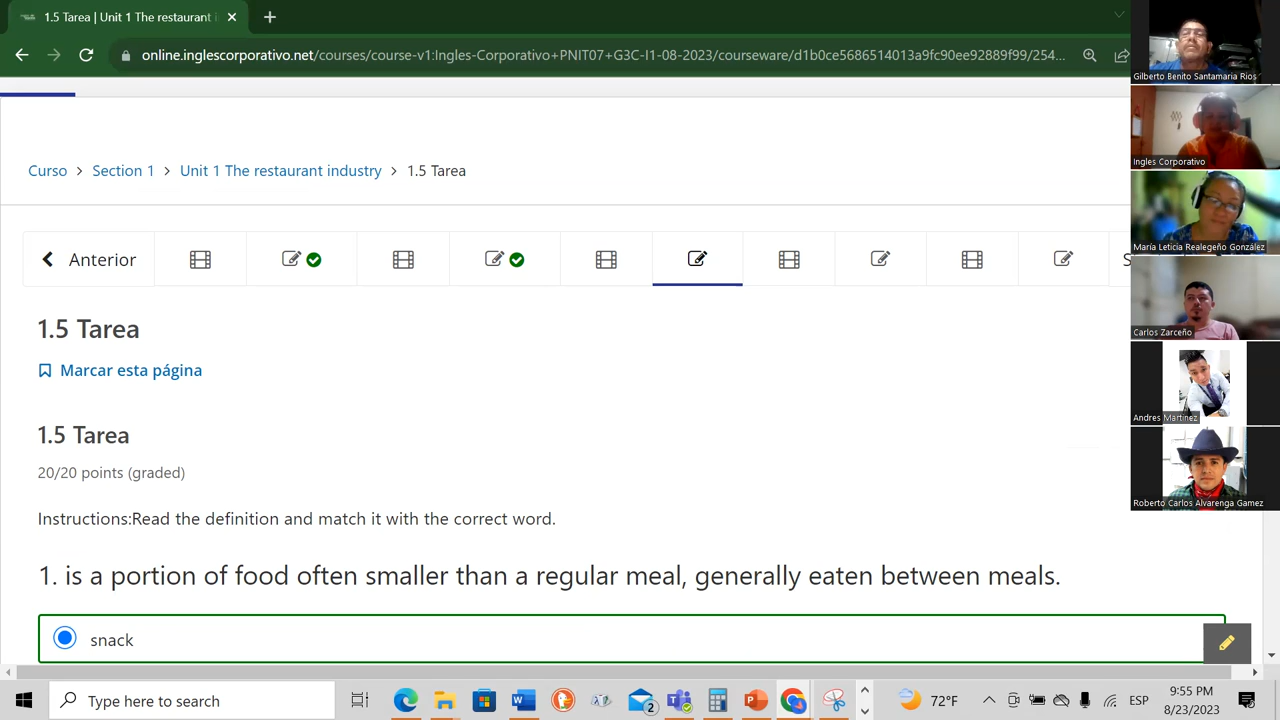 1.5 Tarea | Unit 1 The restaurant i
online.inglescorporativo.net/courses/course-v1:Ingles-Corporativo+PNIT07+G3C-I1-08-2023/courseware/d1b0ce5686514013a9fc90ee92889f99/254...
Curso > Section 1 > Unit 1 The restaurant industry > 1.5 Tarea
Anterior
S
1.5 Tarea
Marcar esta página
1.5 Tarea
20/20 points (graded)
Instructions:Read the definition and match it with the correct word.
1. is a portion of food often smaller than a regular meal, generally eaten between meals.
snack
Gilberto Benito Santamaria Rios
Ingles Corporativo
María Leticia Realegeño González
Carlos Zarceño
Andres Martinez
Roberto Carlos Alvarenga Gamez
Type here to search
2
72°F
ESP
9:55 PM
8/23/2023